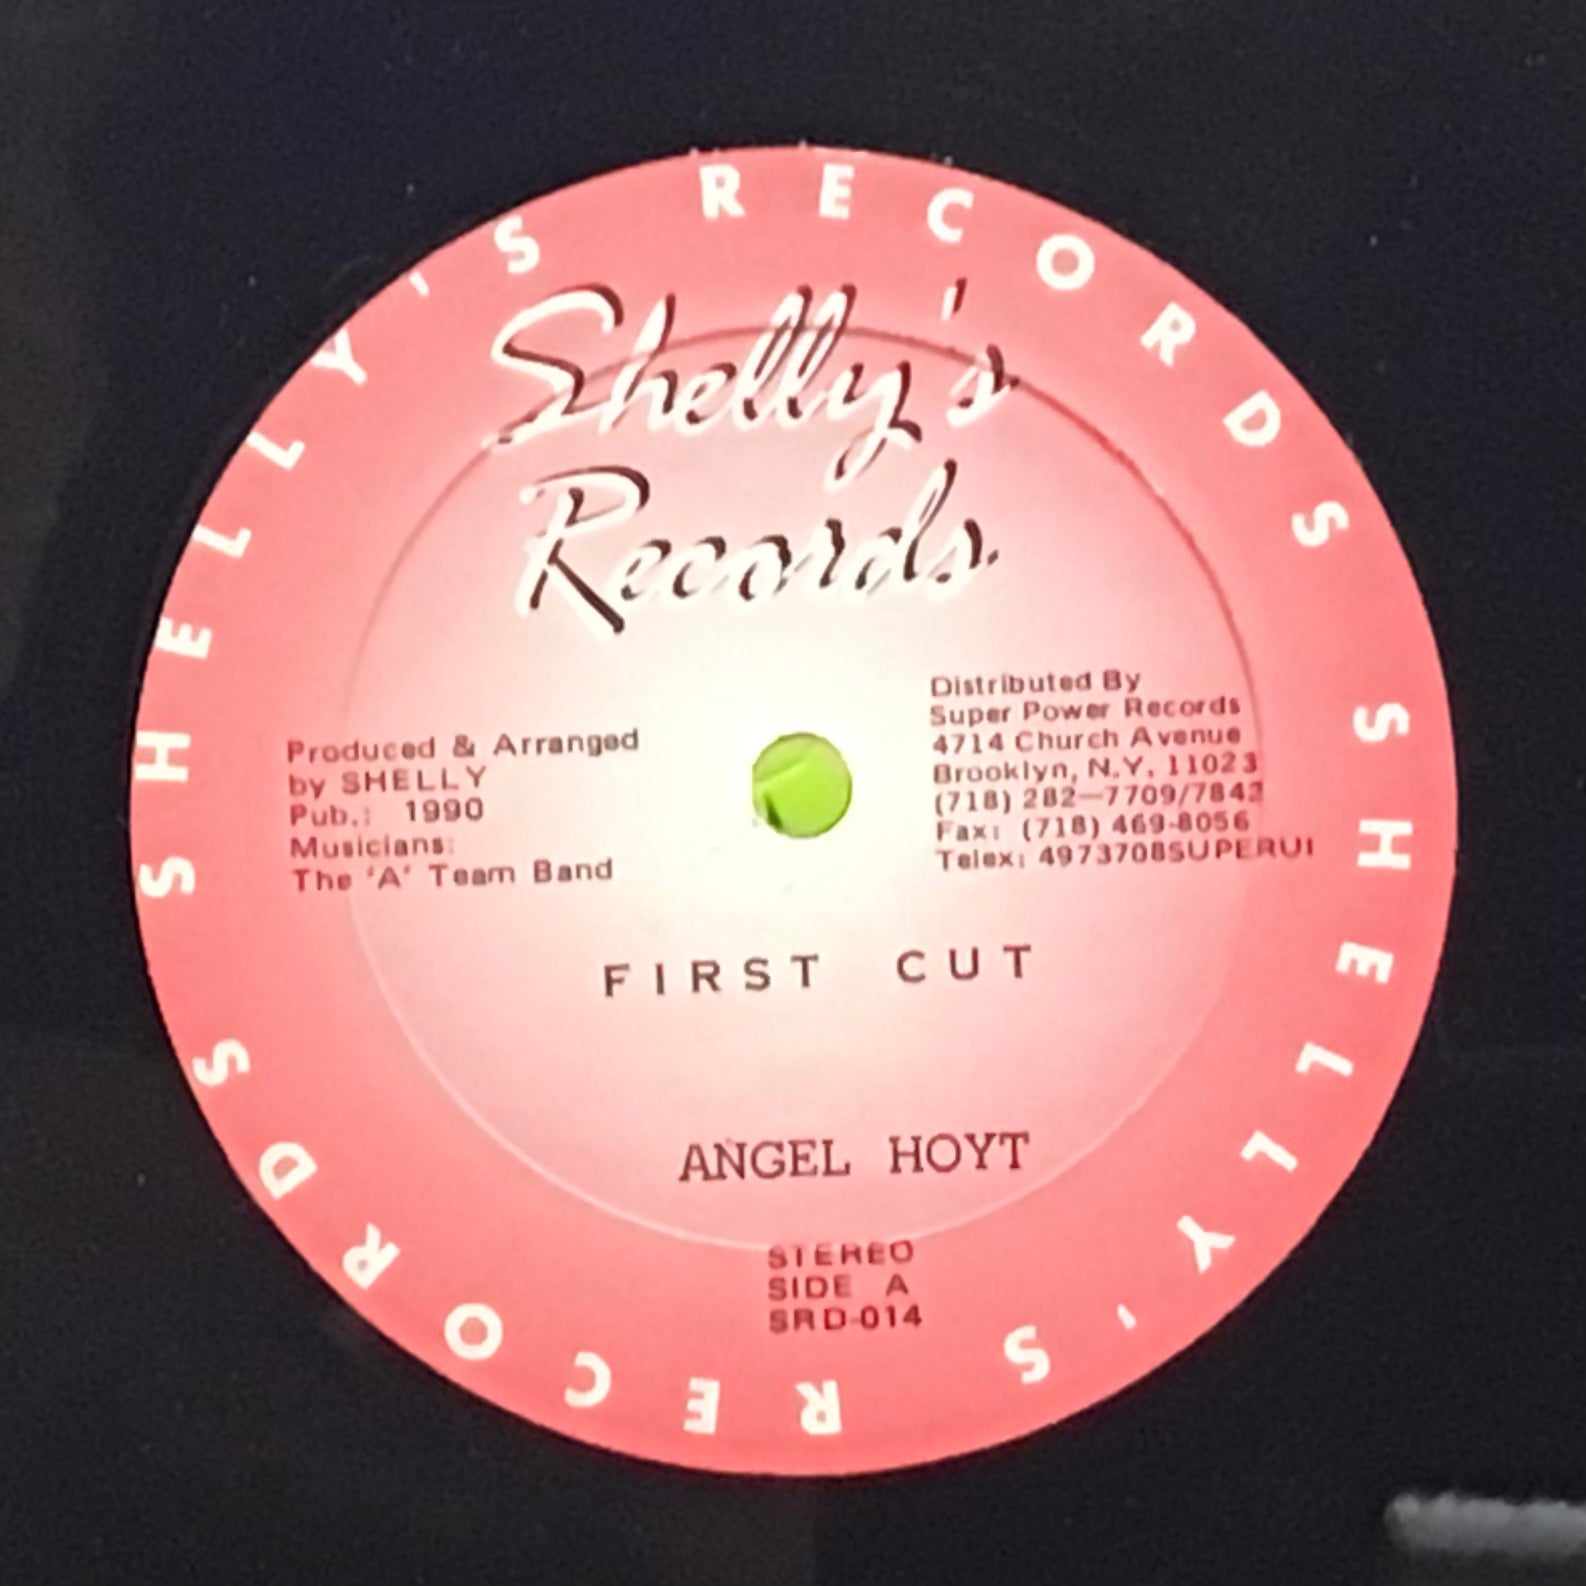 SHELLY'S RECORDS SHELLY'S RECORDS
Shelly's
Records
Produced & Arranged
by SHELLY
Pub.: 1990
Musicians:
The 'A' Team Band
Distributed By
Super Power Records
4714 Church Avenue
Brooklyn, N.Y. 11023
(718) 282—7709/7842
Fax: (718) 469-8056
Telex: 4973708SUPERUI
FIRST CUT
ANGEL HOYT
STEREO
SIDE A
SRD-014